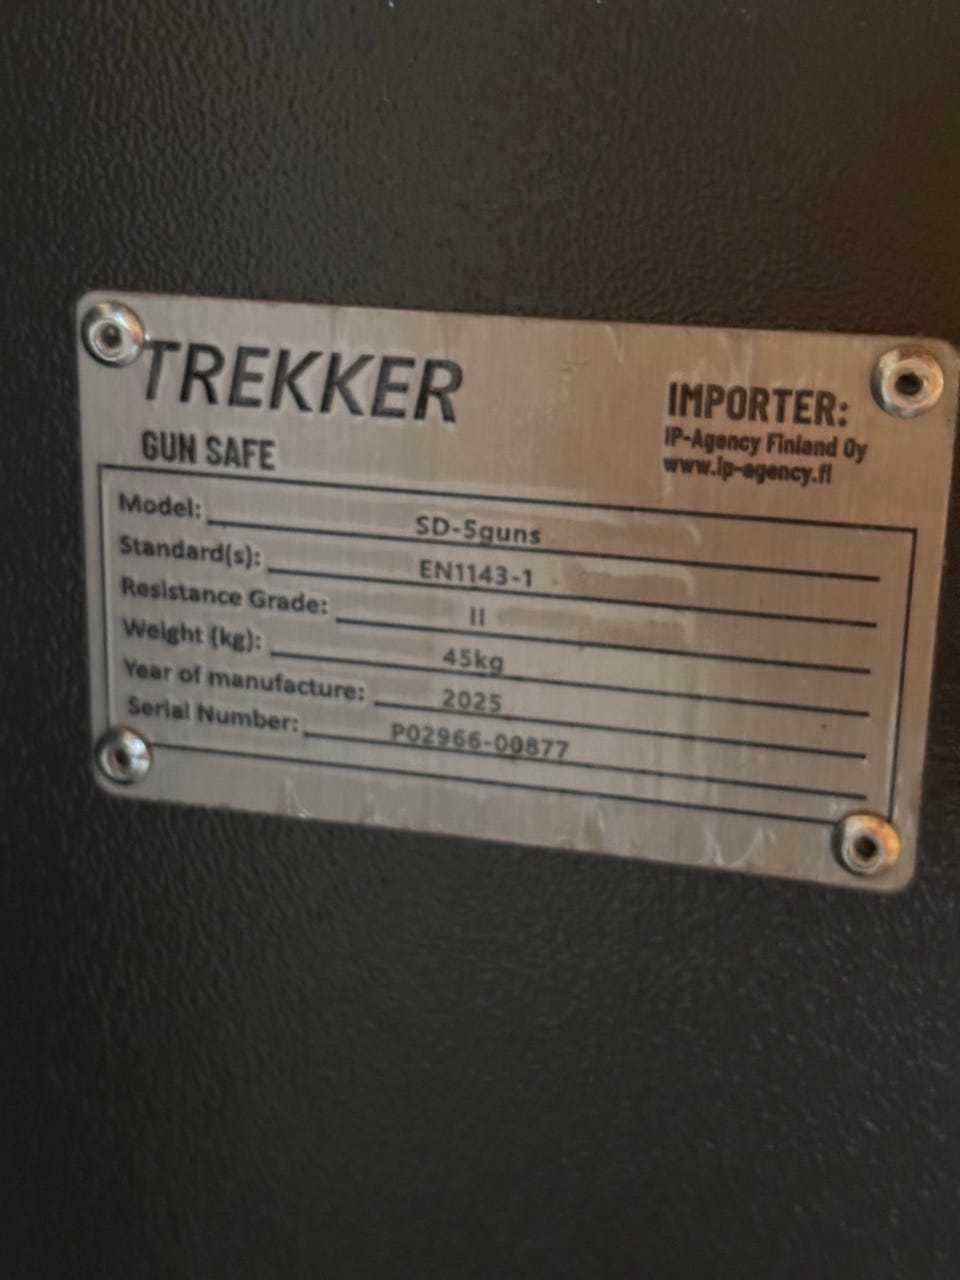 TREKKER
GUN SAFE
IMPORTER:
IP-Agency Finland Oy
www.ip-agency.fi
Model: SD-5guns
Standard(s): EN1143-1
Resistance Grade: II
Weight (kg): 45kg
Year of manufacture: 2025
Serial Number: P02966-00877